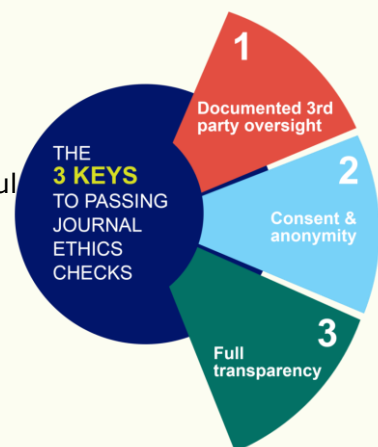 THE
3 KEYS
TO PASSING
JOURNAL
ETHICS
CHECKS
1
Documented 3rd
party oversight
2
Consent &
anonymity
3
Full
transparency